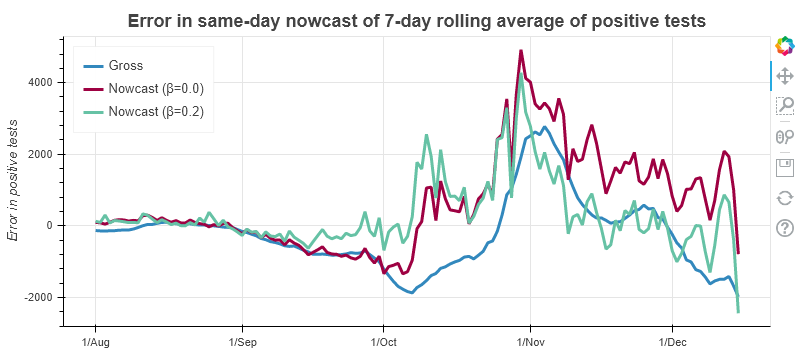 Error in same-day nowcast of 7-day rolling average of positive tests
Gross
Nowcast (β=0.0)
Nowcast (β=0.2)
Error in positive tests
4000
2000
0
-2000
1/Aug
1/Sep
1/Oct
1/Nov
1/Dec